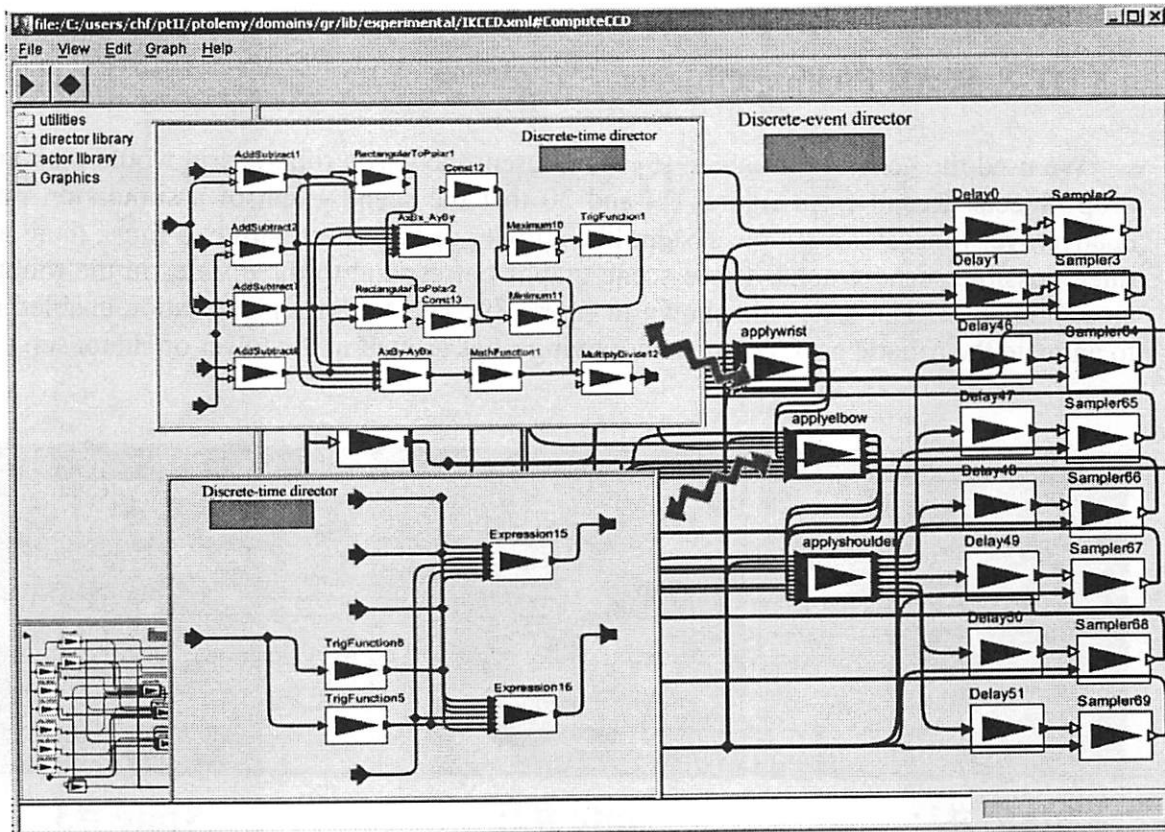 file:/C:/users/chf/ptII/ptolemy/domains/gr/lib/experimental/IKCCD.xml#ComputeCCD
File View Edit Graph Help
utilities
director library
actor library
Graphics
Discrete-time director
Discrete-event director
AddSubtract1
RectangularToPolar1
Const12
AddSubtract2
AxBx_AyBy
Maximum10
TrigFunction1
AddSubtract7
RectangularToPolar2
Const13
Minimum11
AddSubtract8
AxBy-AyBx
MathFunction1
MultiplyDivide12
Delay0
Sampler2
Delay1
Sampler3
applywrist
Delay46
Sampler64
Delay47
Sampler65
applyelbow
Delay48
Sampler66
applyshoulder
Delay49
Sampler67
Delay50
Sampler68
Delay51
Sampler69
Discrete-time director
Expression15
TrigFunction6
TrigFunction5
Expression16